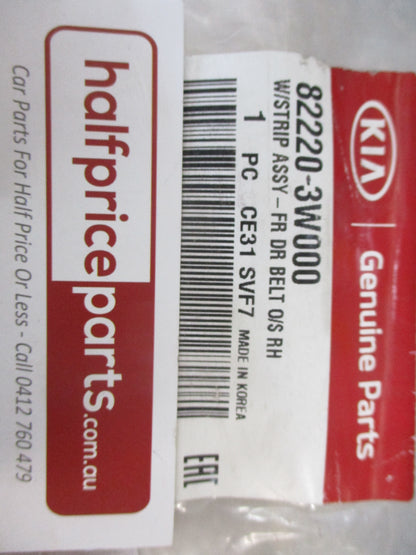 KIA
Genuine Parts
82220-3W000
W/STRIP ASSY-FR DR BELT O/S RH
1 PC CE31 SVF7 MADE IN KOREA
EAC
halfpriceparts.com.au
Car Parts For Half Price Or Less - Call 0412 760 479